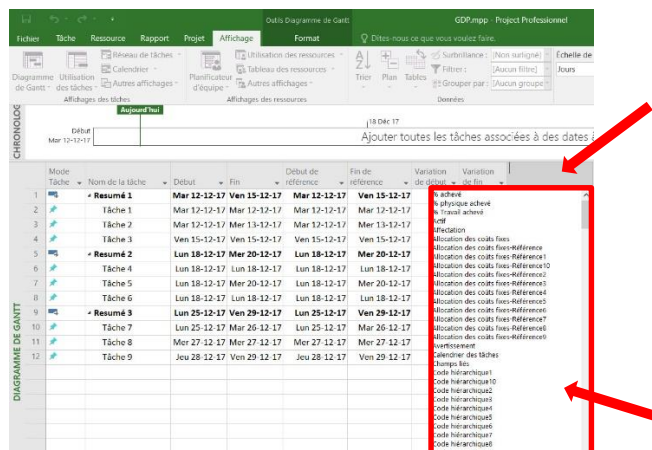 Outils Diagramme de Gantt GDP.mpp - Project Professionnel
Fichier Tâche Ressource Rapport Projet Affichage Format Dites-nous ce que vous voulez faire.
Diagramme de Gantt
Utilisation des tâches
Réseau de tâches
Calendrier
Autres affichages
Affichages des tâches
Planificateur d'équipe
Utilisation des ressources
Tableau des ressources
Autres affichages
Affichages des ressources
Trier Plan Tables
Surbrillance : [Non surligné]
Filtrer : [Aucun filtre]
Grouper par : [Aucun groupe
Données
Échelle de
Jours
CHRONOLOG
Aujourd'hui
Début
Mar 12-12-17
18 Déc 17
Ajouter toutes les tâches associées à des dates à
DIAGRAMME DE GANTT
Mode Tâche Nom de la tâche Début Fin Début de référence Fin de référence Variation de début Variation de fin
1 Resumé 1 Mar 12-12-17 Ven 15-12-17 Mar 12-12-17 Ven 15-12-17
2 Tâche 1 Mar 12-12-17 Mar 12-12-17 Mar 12-12-17 Mar 12-12-17
3 Tâche 2 Mar 12-12-17 Mer 13-12-17 Mar 12-12-17 Mer 13-12-17
4 Tâche 3 Ven 15-12-17 Ven 15-12-17 Ven 15-12-17 Ven 15-12-17
5 Resumé 2 Lun 18-12-17 Mer 20-12-17 Lun 18-12-17 Mer 20-12-17
6 Tâche 4 Lun 18-12-17 Lun 18-12-17 Lun 18-12-17 Lun 18-12-17
7 Tâche 5 Lun 18-12-17 Mer 20-12-17 Lun 18-12-17 Mer 20-12-17
8 Tâche 6 Lun 18-12-17 Lun 18-12-17 Lun 18-12-17 Lun 18-12-17
9 Resumé 3 Lun 25-12-17 Ven 29-12-17 Lun 25-12-17 Ven 29-12-17
10 Tâche 7 Lun 25-12-17 Mar 26-12-17 Lun 25-12-17 Mar 26-12-17
11 Tâche 8 Mer 27-12-17 Mer 27-12-17 Mer 27-12-17 Mer 27-12-17
12 Tâche 9 Jeu 28-12-17 Ven 29-12-17 Jeu 28-12-17 Ven 29-12-17
% achevé
% physique achevé
% Travail achevé
Actif
Affectation
Allocation des coûts fixes
Allocation des coûts fixes-Référence
Allocation des coûts fixes-Référence1
Allocation des coûts fixes-Référence10
Allocation des coûts fixes-Référence2
Allocation des coûts fixes-Référence3
Allocation des coûts fixes-Référence4
Allocation des coûts fixes-Référence5
Allocation des coûts fixes-Référence6
Allocation des coûts fixes-Référence7
Allocation des coûts fixes-Référence8
Allocation des coûts fixes-Référence9
Avertissement
Calendrier des tâches
Champs liés
Code hiérarchique1
Code hiérarchique10
Code hiérarchique2
Code hiérarchique3
Code hiérarchique4
Code hiérarchique5
Code hiérarchique6
Code hiérarchique7
Code hiérarchique8